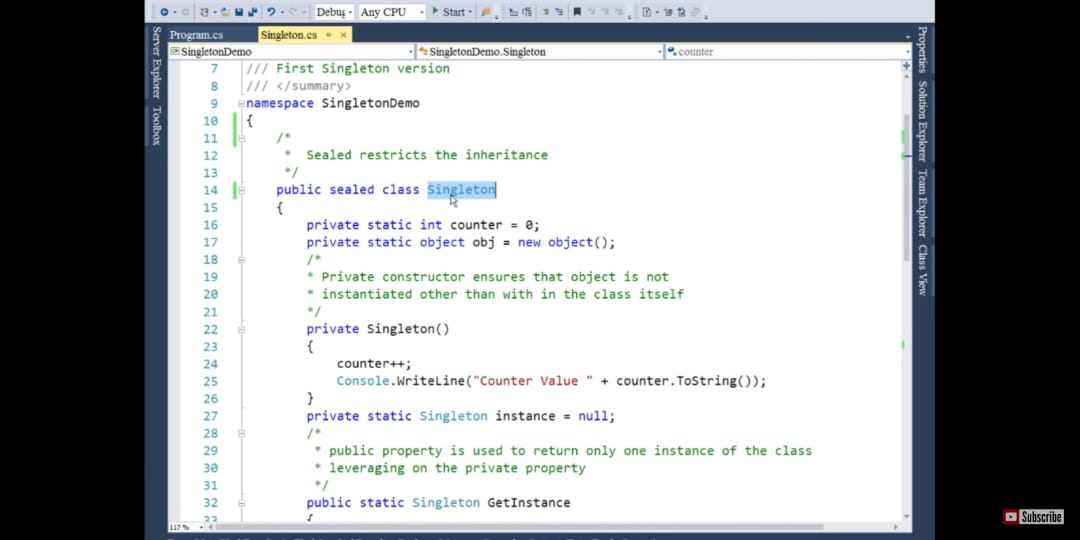 Debug Any CPU Start
Program.cs Singleton.cs
SingletonDemo SingletonDemo.Singleton counter
Server Explorer
Toolbox
7 /// First Singleton version
8 /// </summary>
9 namespace SingletonDemo
10 {
11 /*
12 * Sealed restricts the inheritance
13 */
14 public sealed class Singleton
15 {
16 private static int counter = 0;
17 private static object obj = new object();
18 /*
19 * Private constructor ensures that object is not
20 * instantiated other than with in the class itself
21 */
22 private Singleton()
23 {
24 counter++;
25 Console.WriteLine("Counter Value " + counter.ToString());
26 }
27 private static Singleton instance = null;
28 /*
29 * public property is used to return only one instance of the class
30 * leveraging on the private property
31 */
32 public static Singleton GetInstance
33 {
117 %
Properties
Solution Explorer
Team Explorer
Class View
Subscribe